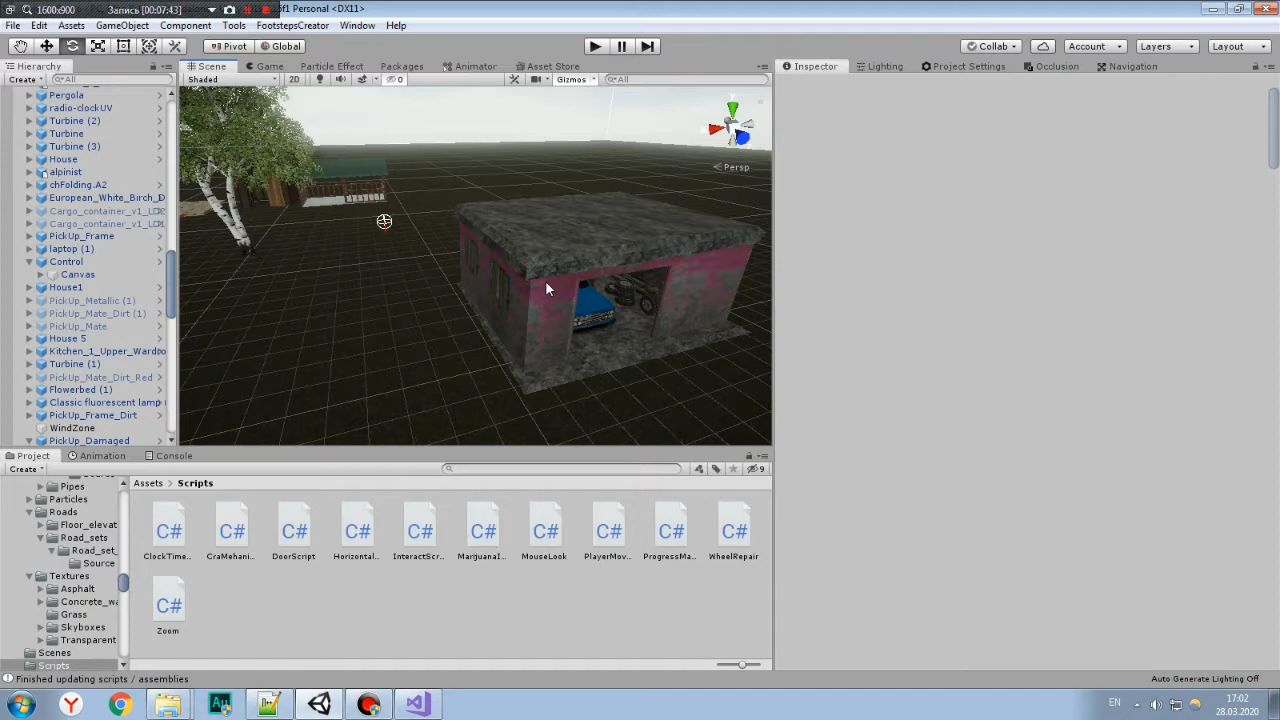 1600x900
Запись [00:07:43]
5f1 Personal <DX11>
File Edit Assets GameObject Component Tools FootstepsCreator Window Help
Pivot Global Collab Account Layers Layout
Hierarchy
Create All
Pergola
radio-clockUV
Turbine (2)
Turbine
Turbine (3)
House
alpinist
chFolding.A2
European_White_Birch_D
PickUp_Frame
laptop (1)
Control
Canvas
House1
PickUp_Metallic (1)
PickUp_Mate_Dirt (1)
PickUp_Mate
House 5
Kitchen_1_Upper_Wardro
Turbine (1)
PickUp_Mate_Dirt_Red
Flowerbed (1)
Classic fluorescent lamp
PickUp_Frame_Dirt
WindZone
PickUp_Damaged
Scene Game Particle Effect Packages Animator Asset Store
Shaded 2D 0 Gizmos All
y
Persp
Inspector Lighting Project Settings Occlusion Navigation
Project Animation Console
Create 9
Pipes
Particles
Roads
Floor_elevat
Road_sets
Road_set_
Source
Textures
Asphalt
Concrete_wa
Grass
Skyboxes
Transparent
Scenes
Scripts
Assets > Scripts
C# C# C# C# C# C# C# C# C# C#
ClockTime... CraMehani... DoorScript Horizontal... InteractScr... MarijuanaI... MouseLook PlayerMov... ProgressMa... WheelRepair
C#
Zoom
Finished updating scripts / assemblies
Auto Generate Lighting Off
EN
17:02
28.03.2020